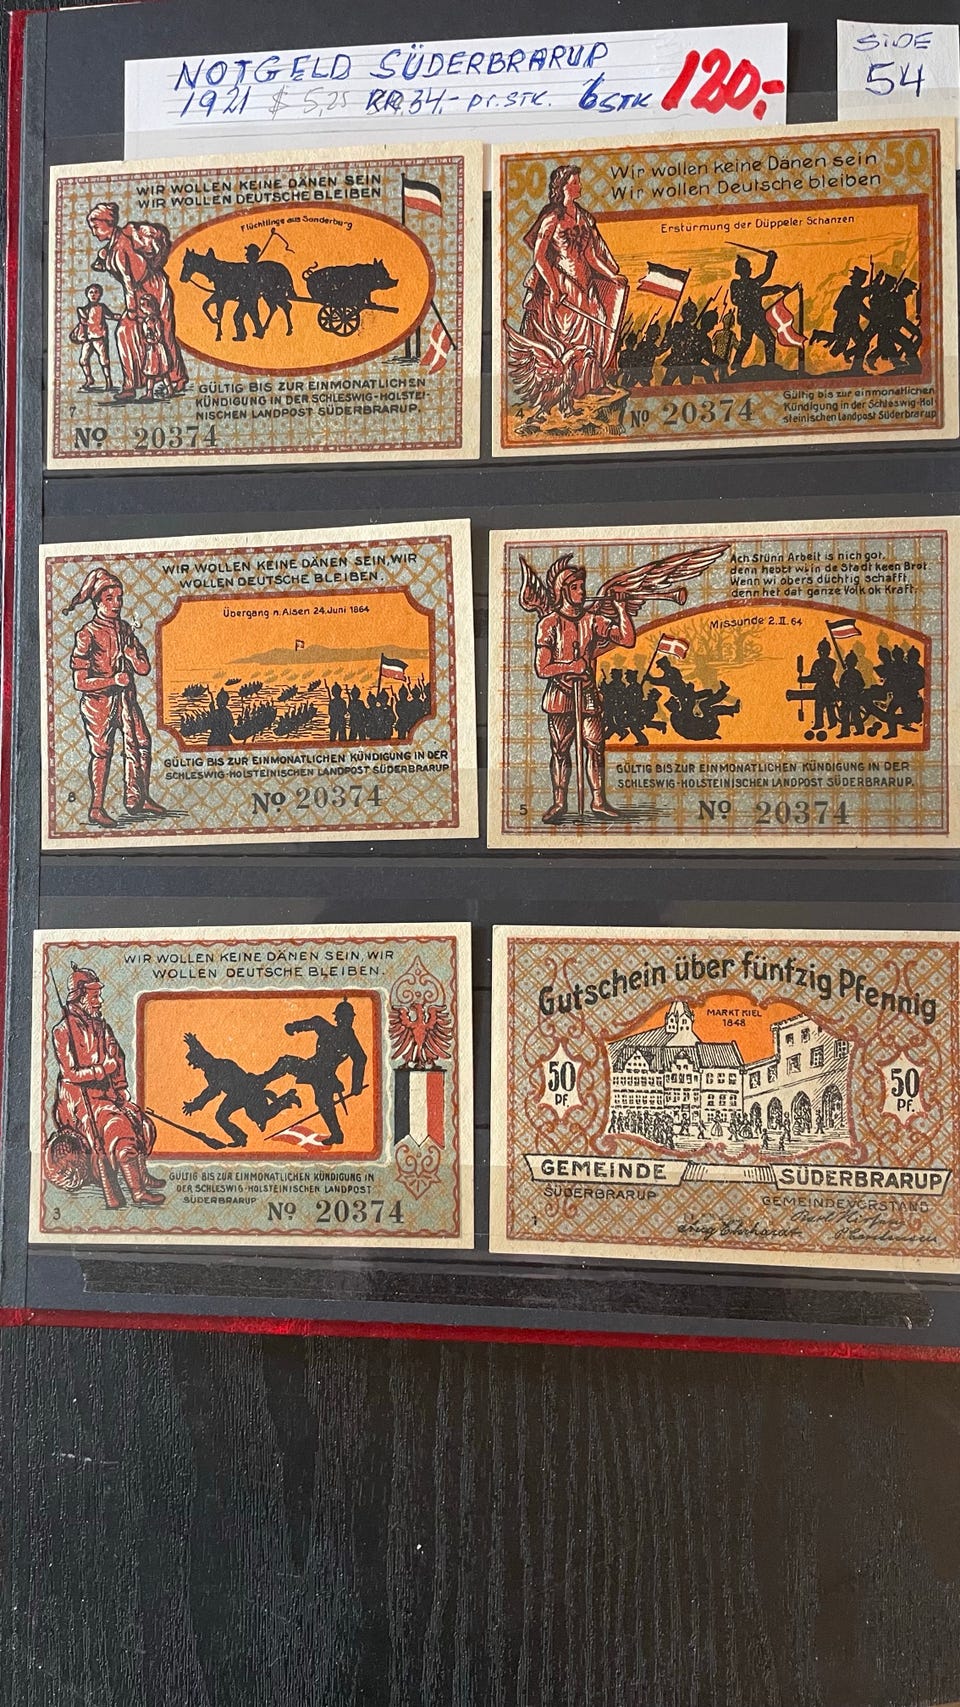 NOTGELD SÜDERBRARUP
1921 $ 5,25 KR. 34,- pr. STK. 6 STK 120,-
SIDE
54
WIR WOLLEN KEINE DÄNEN SEIN
WIR WOLLEN DEUTSCHE BLEIBEN
Flüchtlinge aus Sonderburg
GÜLTIG BIS ZUR EINMONATLICHEN
KÜNDIGUNG IN DER SCHLESWIG-HOLSTEI-
NISCHEN LANDPOST SÜDERBRARUP.
7
No 20374
50 50
Wir wollen keine Dänen sein
Wir wollen Deutsche bleiben
Erstürmung der Düppeler Schanzen
Gültig bis zur einmonatlichen
Kündigung in der Schleswig-Hol
steinischen Landpost Süderbrarup
4
No 20374
WIR WOLLEN KEINE DÄNEN SEIN, WIR
WOLLEN DEUTSCHE BLEIBEN.
Übergang n. Alsen 24. Juni 1864
GÜLTIG BIS ZUR EINMONATLICHEN KÜNDIGUNG IN DER
SCHLESWIG-HOLSTEINISCHEN LANDPOST SÜDERBRARUP
6
No 20374
Ach Stünn Arbeit is nich got,
denn hebt wi in de Stadt keen Brot.
Wenn wi obers düchtig schafft,
denn het dat ganze Volk ok Kraft.
Missunde 2. II. 64
GÜLTIG BIS ZUR EINMONATLICHEN KÜNDIGUNG IN DER
SCHLESWIG-HOLSTEINISCHEN LANDPOST SÜDERBRARUP.
5
No 20374
WIR WOLLEN KEINE DÄNEN SEIN, WIR
WOLLEN DEUTSCHE BLEIBEN.
GÜLTIG BIS ZUR EINMONATLICHEN KÜNDIGUNG IN
DER SCHLESWIG-HOLSTEINISCHEN LANDPOST
SÜDERBRARUP
3
No 20374
Gutschein über fünfzig Pfennig
MARKT KIEL
1848
50
Pf.
50
Pf.
GEMEINDE SÜDERBRARUP
SÜDERBRARUP
GEMEINDEVORSTAND
1